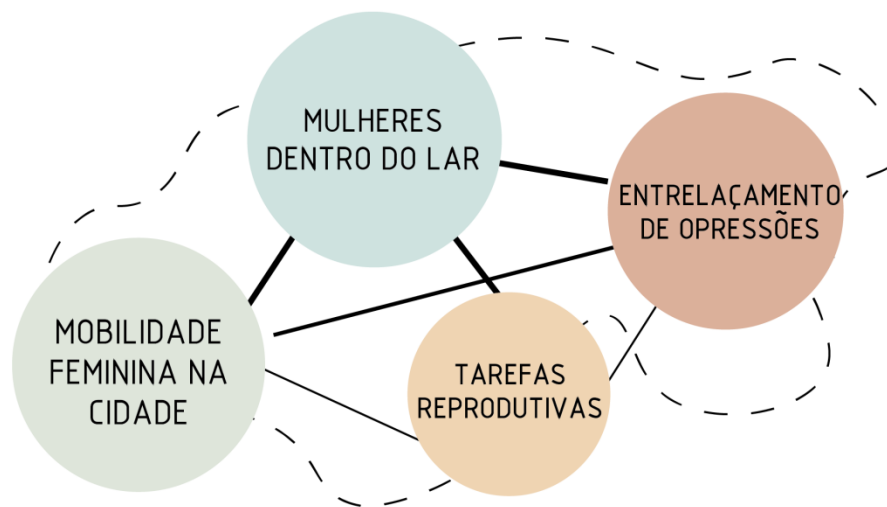 MULHERES
DENTRO DO LAR
ENTRELAÇAMENTO
DE OPRESSÕES
MOBILIDADE
FEMININA NA
CIDADE
TAREFAS
REPRODUTIVAS